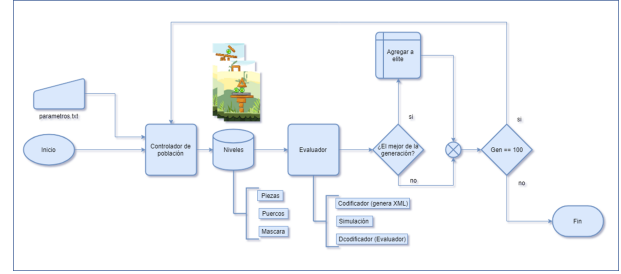 Agregar a
elite
parametros.txt
si
si
Inicio
Controlador de
población
Niveles
Evaluador
¿El mejor de la
generación?
Gen == 100
no
no
Piezas
Puercos
Mascara
Codificador (genera XML)
Simulación
Dcodificador (Evaluador)
Fin